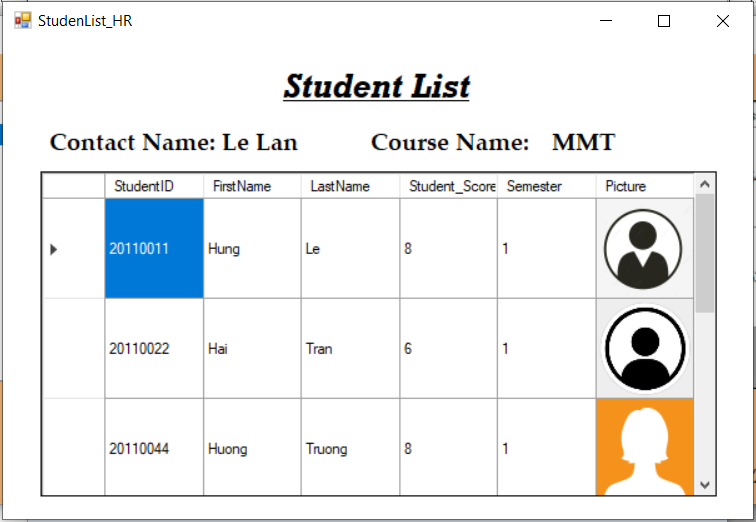 StudenList_HR
Student List
Contact Name: Le Lan Course Name: MMT
StudentID FirstName LastName Student_Score Semester Picture
20110011 Hung Le 8 1
20110022 Hai Tran 6 1
20110044 Huong Truong 8 1